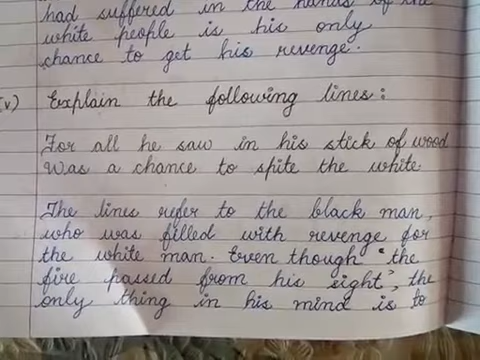 had suffered in the hands of the
white people is his only
chance to get his revenge.
(v) Explain the following lines:
For all he saw in his stick of wood
Was a chance to spite the white
The lines refer to the black man,
who was filled with revenge for
the white man. Even though "the
fire passed from his sight", the
only thing in his mind is to